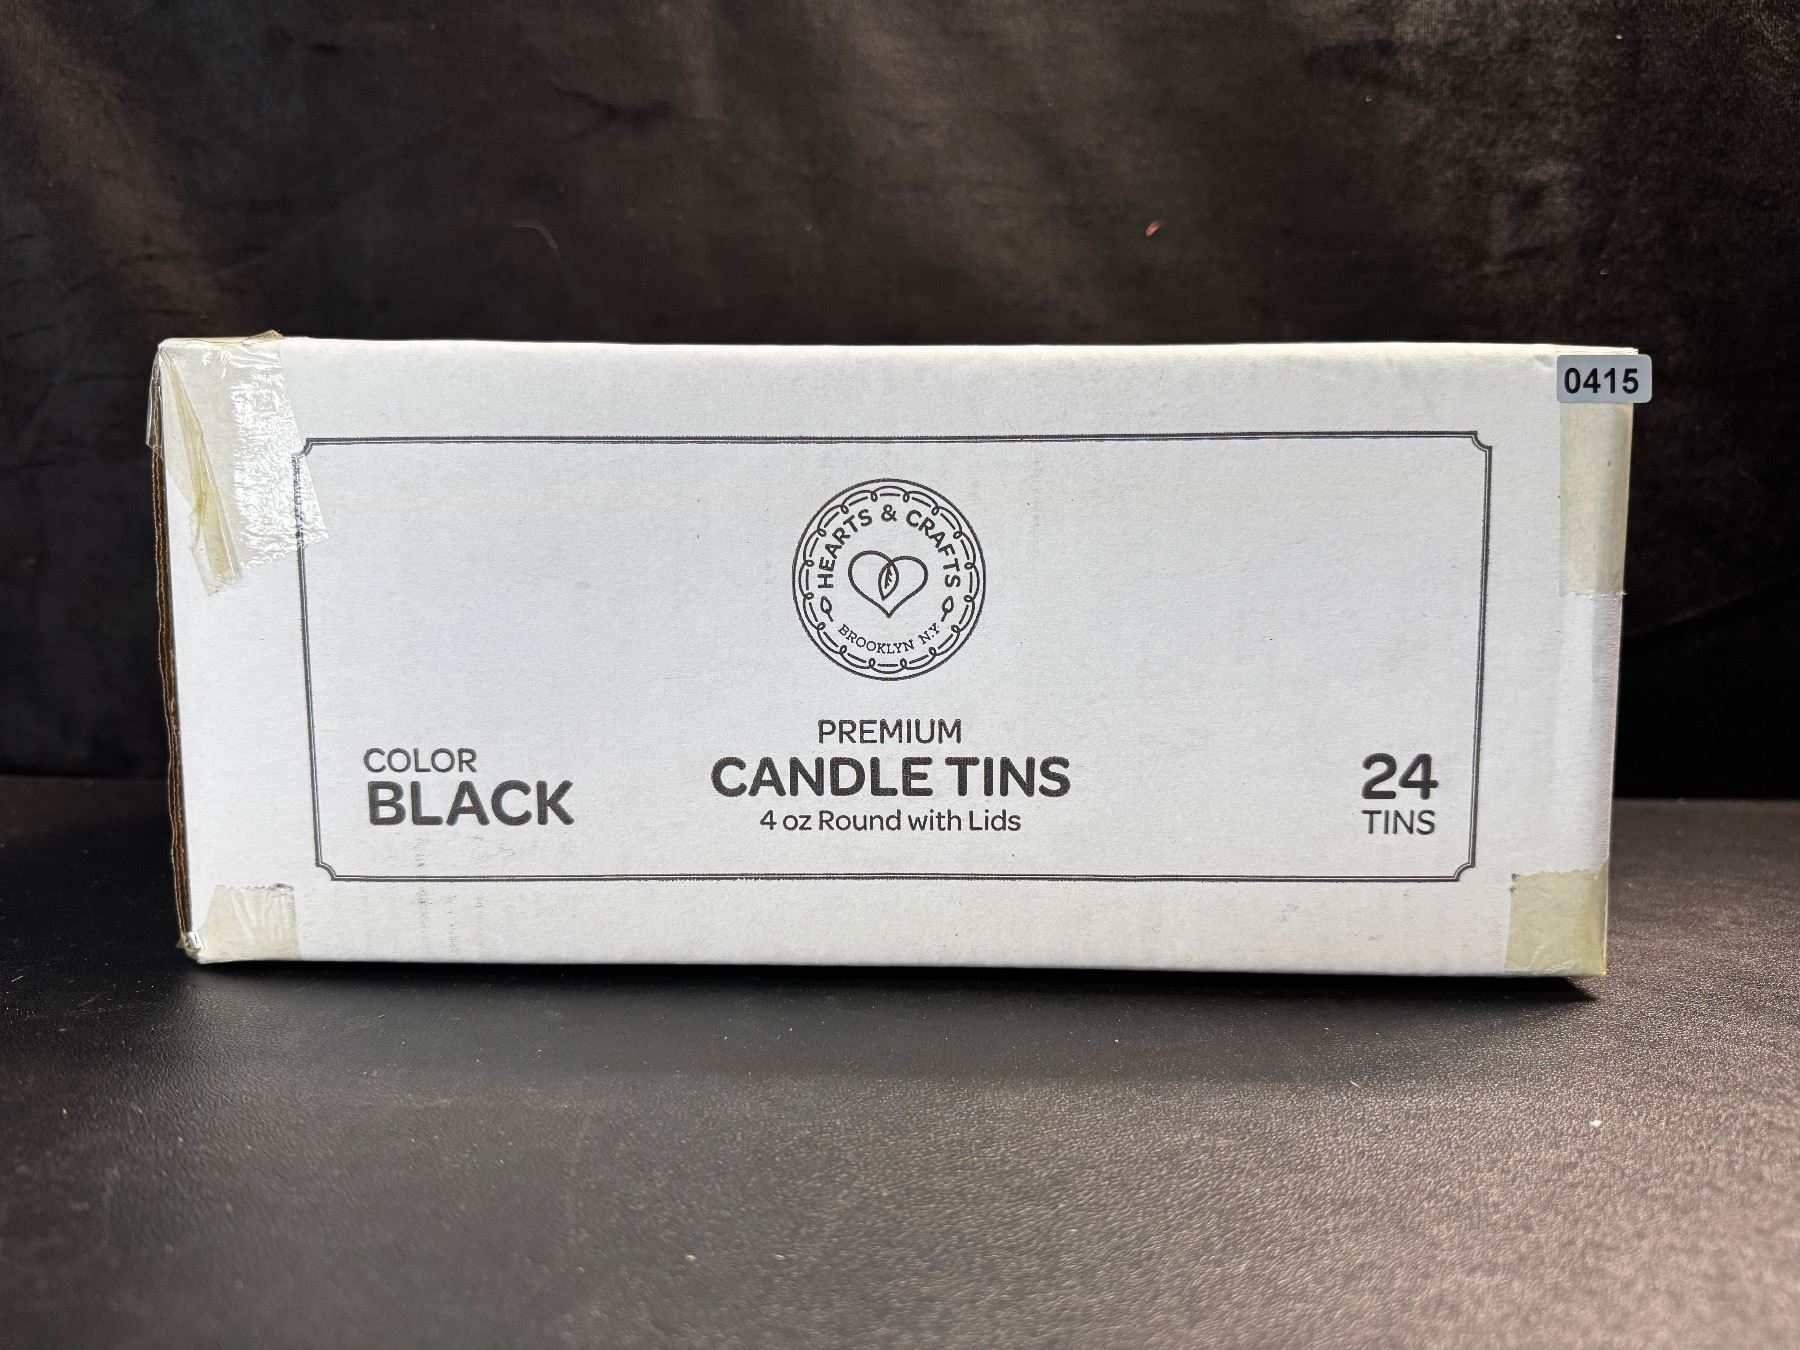 0415
HEARTS & CRAFTS
BROOKLYN N.Y
PREMIUM
CANDLE TINS
4 oz Round with Lids
COLOR
BLACK
24
TINS